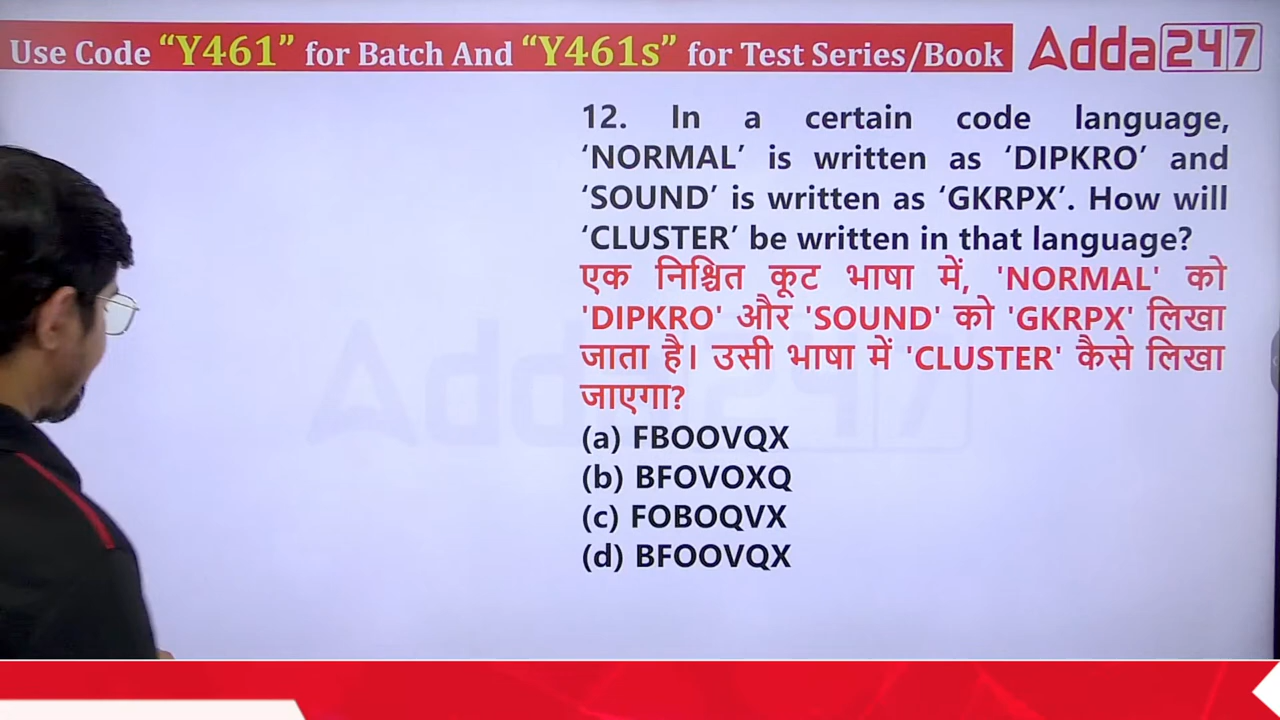 Use Code “Y461” for Batch And “Y461s” for Test Series/Book
Adda247
12. In a certain code language,
‘NORMAL’ is written as ‘DIPKRO’ and
‘SOUND’ is written as ‘GKRPX’. How will
‘CLUSTER’ be written in that language?
एक निश्चित कूट भाषा में, 'NORMAL' को
'DIPKRO' और 'SOUND' को 'GKRPX' लिखा
जाता है। उसी भाषा में 'CLUSTER' कैसे लिखा
जाएगा?
(a) FBOOVQX
(b) BFOVOXQ
(c) FOBOQVX
(d) BFOOVQX